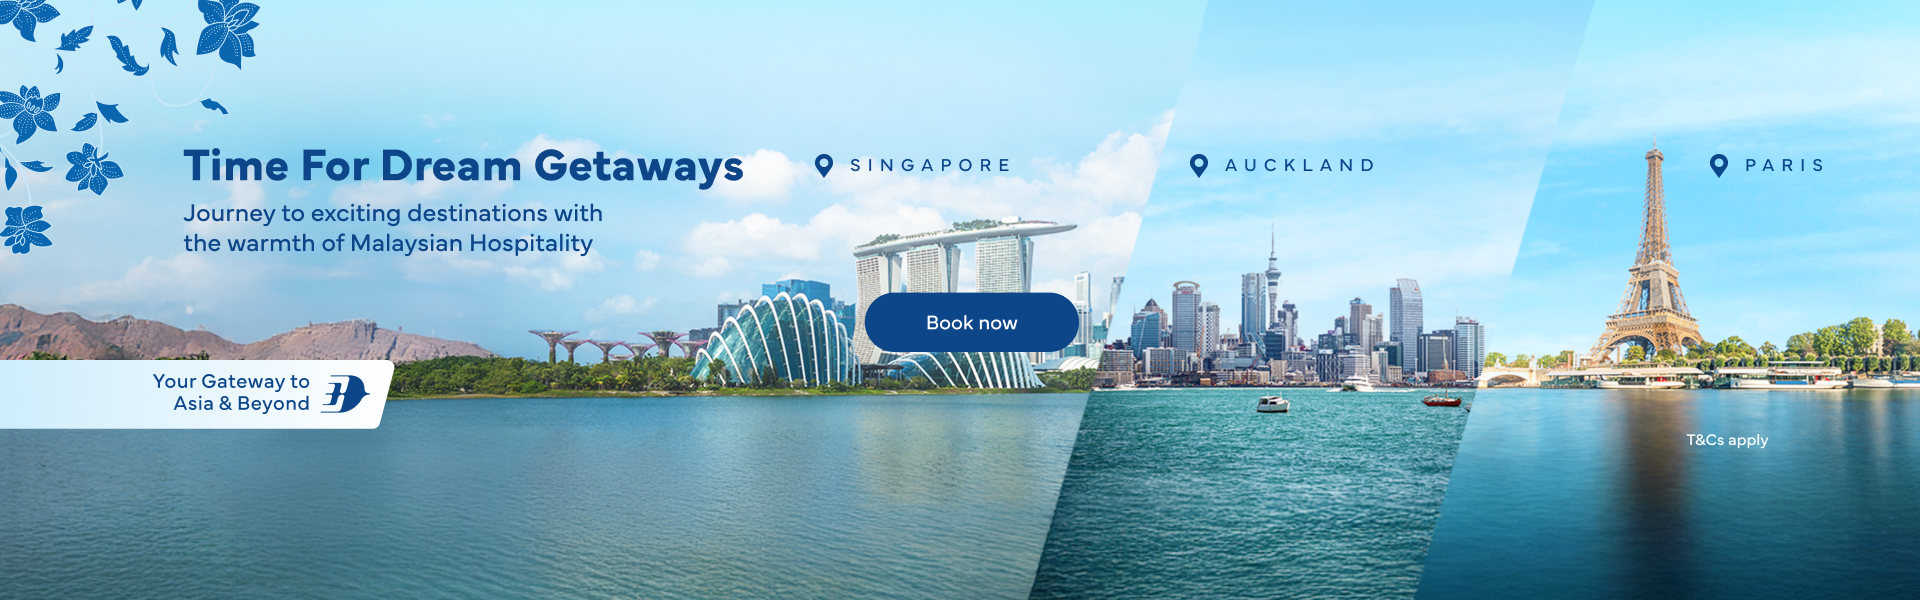 Time For Dream Getaways
Journey to exciting destinations with
the warmth of Malaysian Hospitality
SINGAPORE
AUCKLAND
PARIS
Book now
Your Gateway to
Asia & Beyond
T&Cs apply